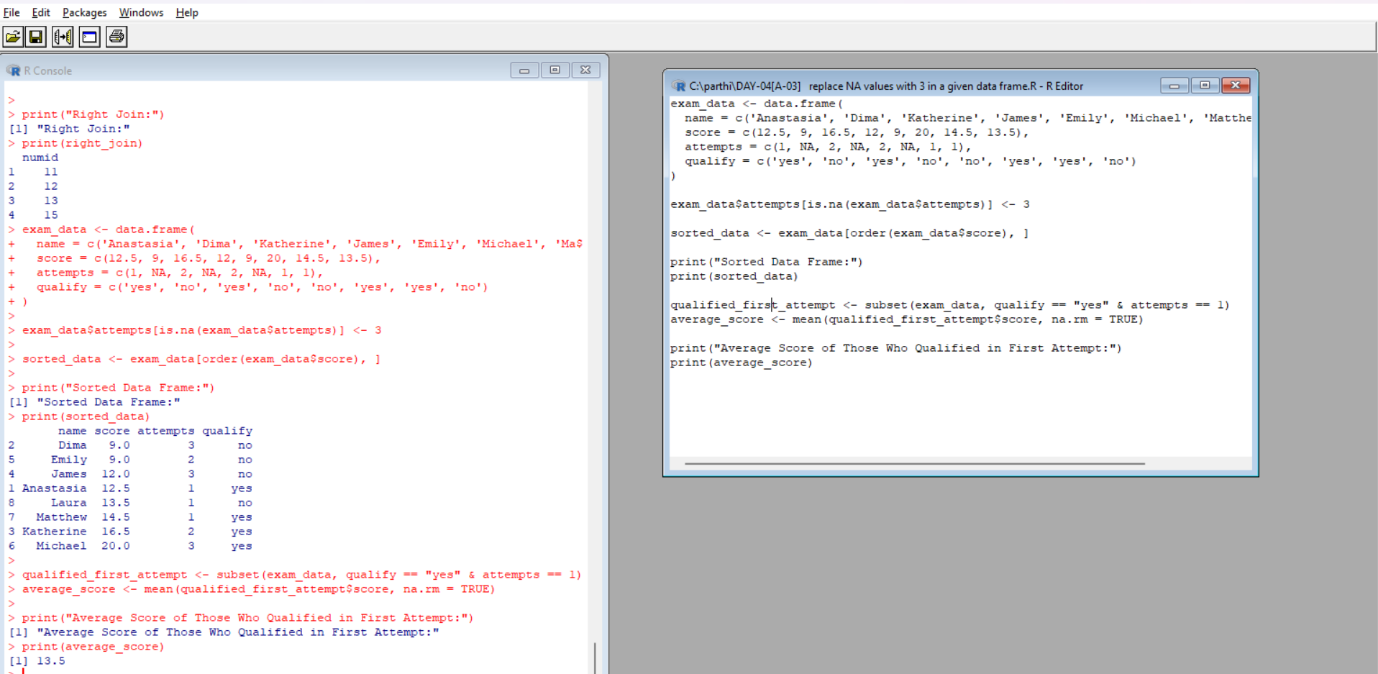 File Edit Packages Windows Help
R Console
>
> print("Right Join:")
[1] "Right Join:"
> print(right_join)
  numid
1    11
2    12
3    13
4    15
> exam_data <- data.frame(
+   name = c('Anastasia', 'Dima', 'Katherine', 'James', 'Emily', 'Michael', 'Ma$
+   score = c(12.5, 9, 16.5, 12, 9, 20, 14.5, 13.5),
+   attempts = c(1, NA, 2, NA, 2, NA, 1, 1),
+   qualify = c('yes', 'no', 'yes', 'no', 'no', 'yes', 'yes', 'no')
+ )
>
> exam_data$attempts[is.na(exam_data$attempts)] <- 3
>
> sorted_data <- exam_data[order(exam_data$score), ]
>
> print("Sorted Data Frame:")
[1] "Sorted Data Frame:"
> print(sorted_data)
       name score attempts qualify
2      Dima   9.0        3      no
5     Emily   9.0        2      no
4     James  12.0        3      no
1 Anastasia  12.5        1     yes
8     Laura  13.5        1      no
7   Matthew  14.5        1     yes
3 Katherine  16.5        2     yes
6   Michael  20.0        3     yes
>
> qualified_first_attempt <- subset(exam_data, qualify == "yes" & attempts == 1)
> average_score <- mean(qualified_first_attempt$score, na.rm = TRUE)
>
> print("Average Score of Those Who Qualified in First Attempt:")
[1] "Average Score of Those Who Qualified in First Attempt:"
> print(average_score)
[1] 13.5
>
C:\parthi\DAY-04[A-03]   replace NA values with 3 in a given data frame.R - R Editor
exam_data <- data.frame(
  name = c('Anastasia', 'Dima', 'Katherine', 'James', 'Emily', 'Michael', 'Matthe
  score = c(12.5, 9, 16.5, 12, 9, 20, 14.5, 13.5),
  attempts = c(1, NA, 2, NA, 2, NA, 1, 1),
  qualify = c('yes', 'no', 'yes', 'no', 'no', 'yes', 'yes', 'no')
)
exam_data$attempts[is.na(exam_data$attempts)] <- 3
sorted_data <- exam_data[order(exam_data$score), ]
print("Sorted Data Frame:")
print(sorted_data)
qualified_first_attempt <- subset(exam_data, qualify == "yes" & attempts == 1)
average_score <- mean(qualified_first_attempt$score, na.rm = TRUE)
print("Average Score of Those Who Qualified in First Attempt:")
print(average_score)